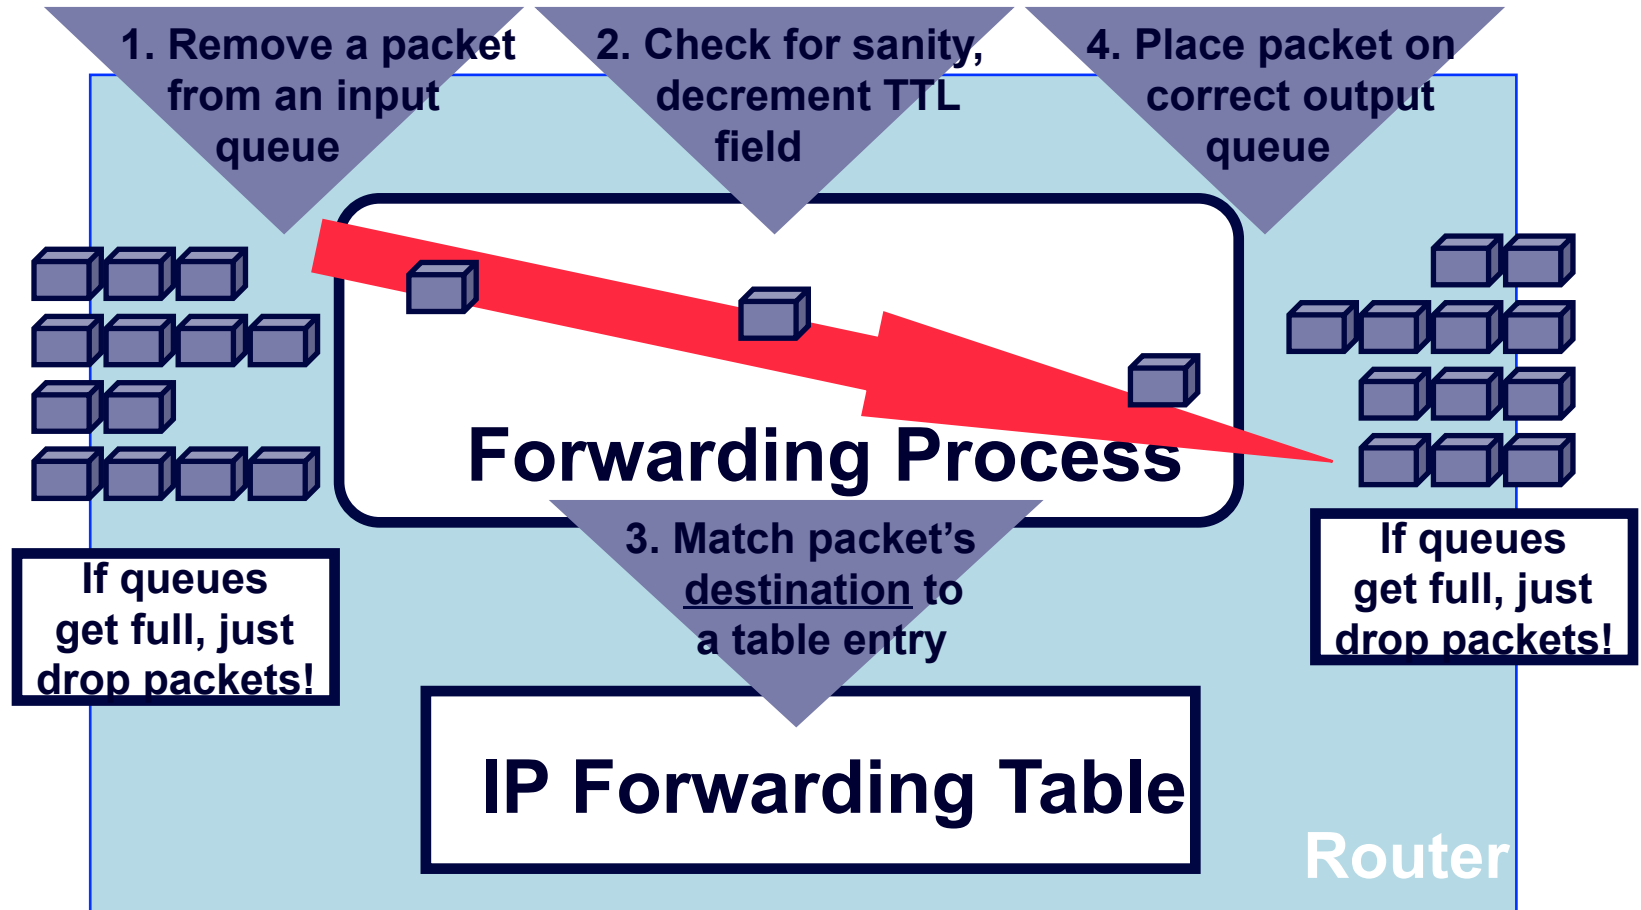 1. Remove a packet
from an input
queue
2. Check for sanity,
decrement TTL
field
4. Place packet on
correct output
queue
Forwarding Process
3. Match packet's
destination to
a table entry
If queues
get full, just
drop packets!
If queues
get full, just
drop packets!
IP Forwarding Table
Router